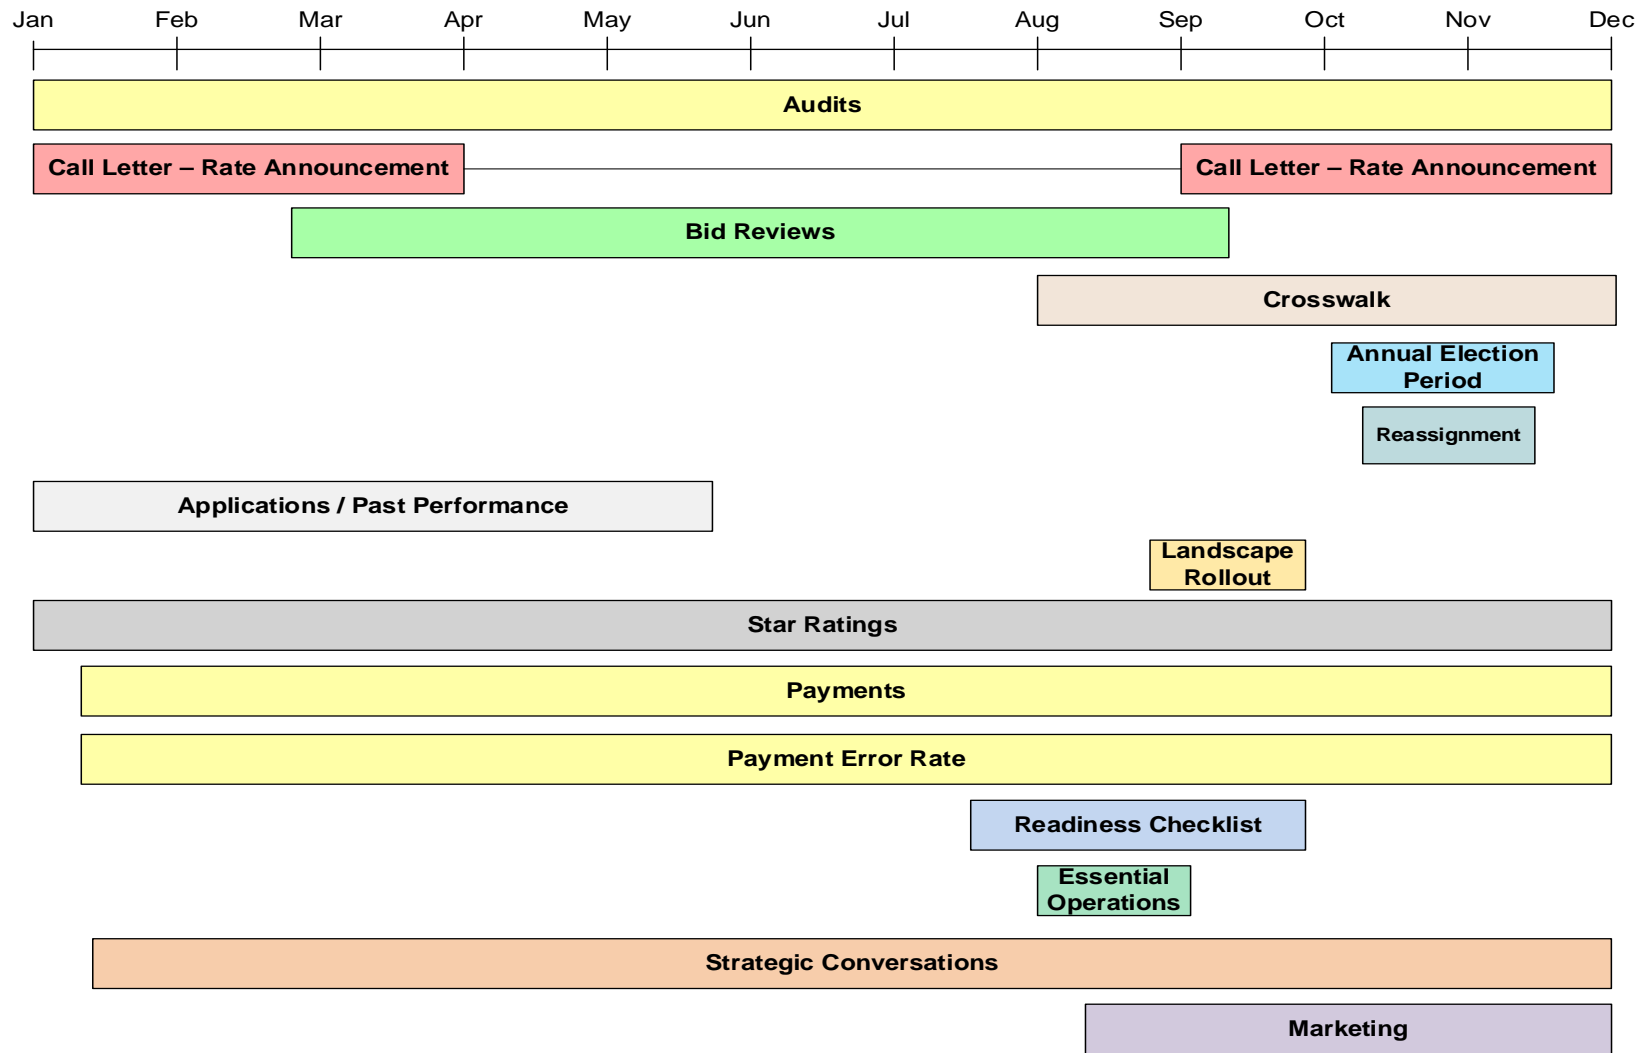 Jan Feb Mar Apr May Jun Jul Aug Sep Oct Nov Dec
Audits
Call Letter – Rate Announcement Call Letter – Rate Announcement
Bid Reviews
Crosswalk
Annual Election
Period
Reassignment
Applications / Past Performance
Landscape
Rollout
Star Ratings
Payments
Payment Error Rate
Readiness Checklist
Essential
Operations
Strategic Conversations
Marketing